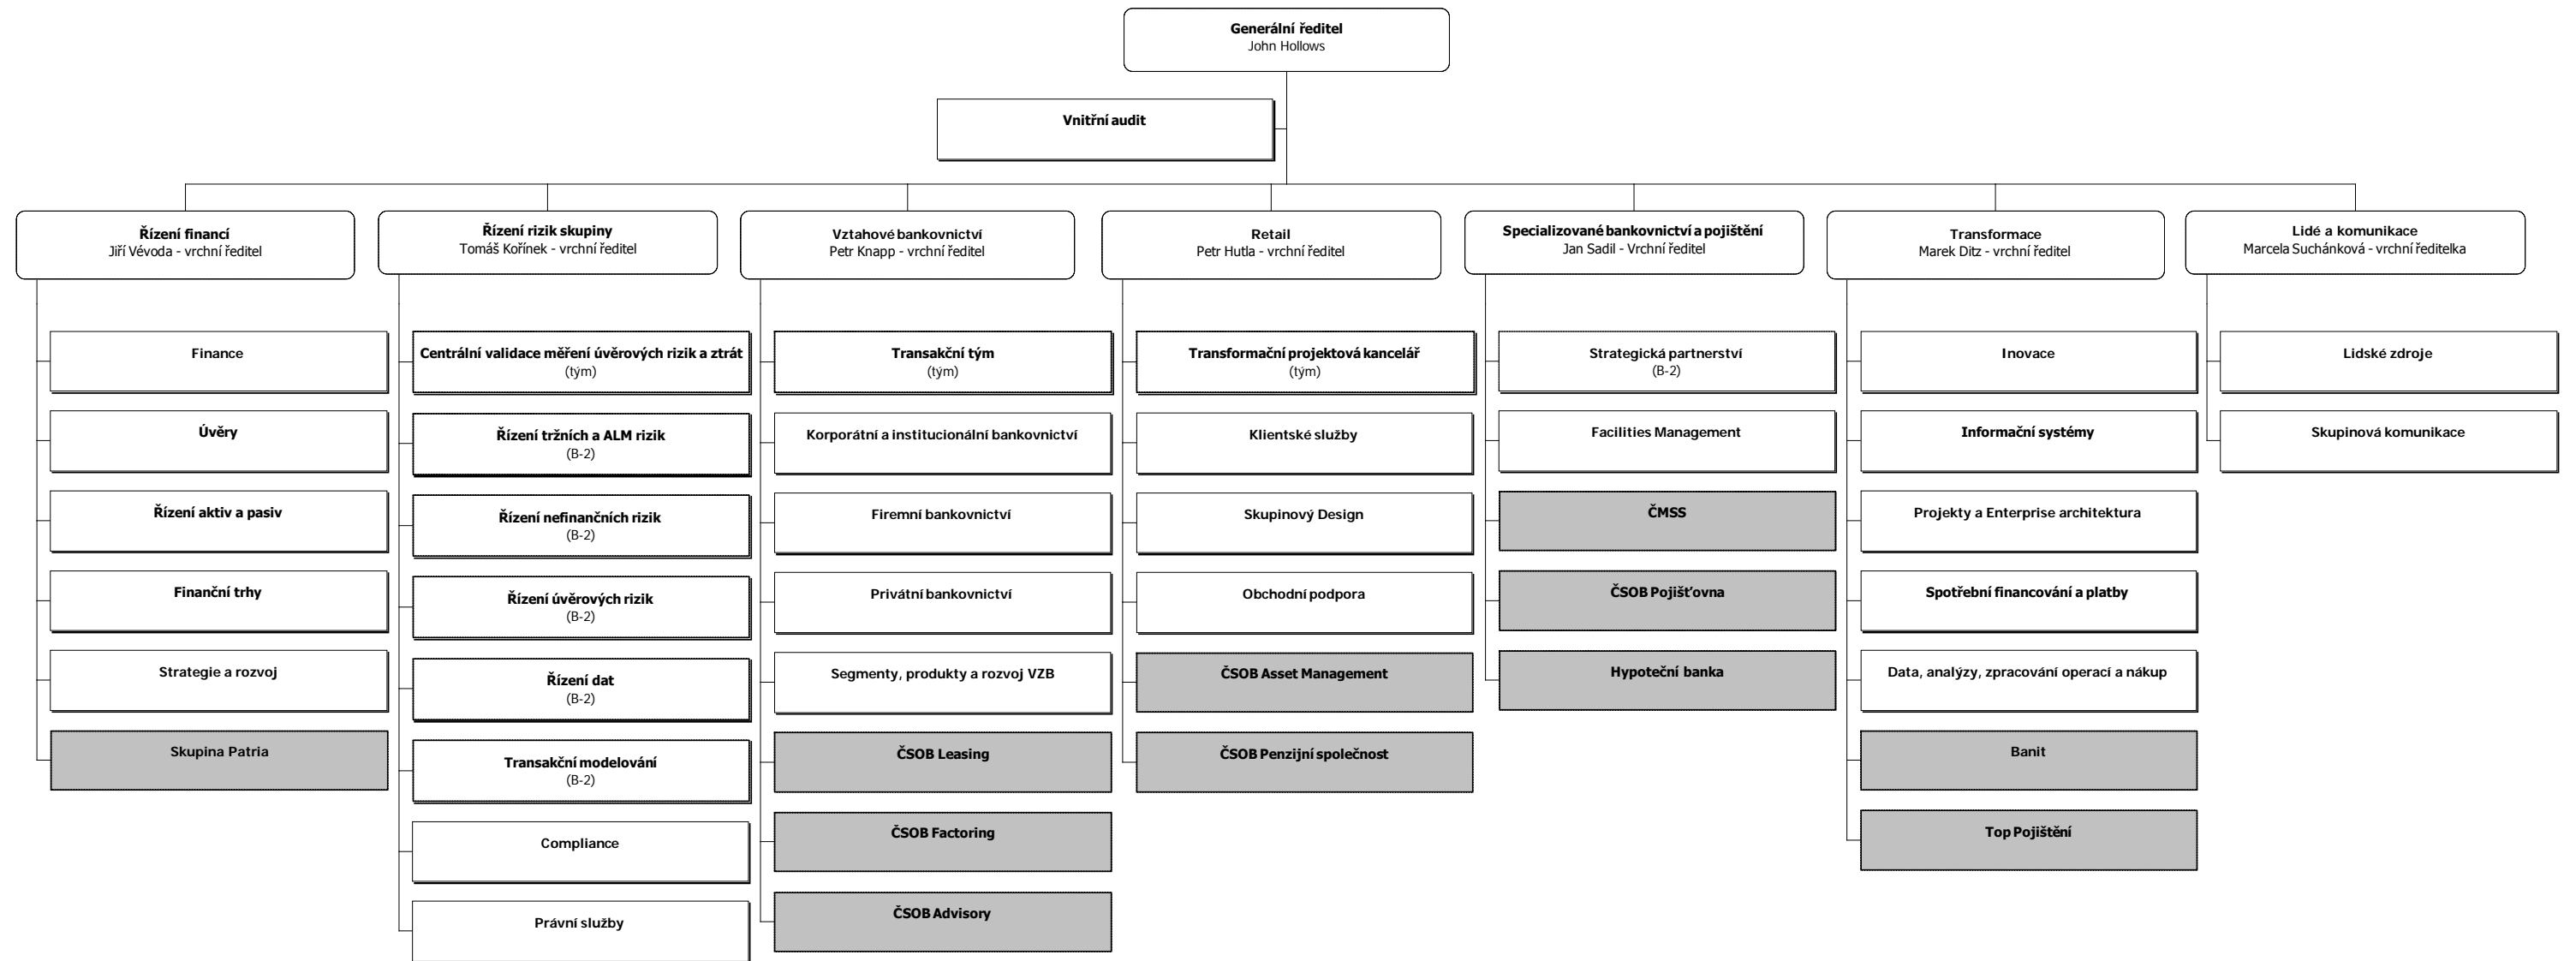 Generální ředitel
John Hollows
Vnitřní audit
Řízení financí
Jiří Vévoda - vrchní ředitel
Řízení rizik skupiny
Tomáš Kořínek - vrchní ředitel
Vztahové bankovnictví
Petr Knapp - vrchní ředitel
Retail
Petr Hutla - vrchní ředitel
Specializované bankovnictví a pojištění
Jan Sadil - Vrchní ředitel
Transformace
Marek Ditz - vrchní ředitel
Lidé a komunikace
Marcela Suchánková - vrchní ředitelka
Finance
Úvěry
Řízení aktiv a pasiv
Finanční trhy
Strategie a rozvoj
Skupina Patria
Centrální validace měření úvěrových rizik a ztrát
(tým)
Řízení tržních a ALM rizik
(B-2)
Řízení nefinančních rizik
(B-2)
Řízení úvěrových rizik
(B-2)
Řízení dat
(B-2)
Transakční modelování
(B-2)
Compliance
Právní služby
Transakční tým
(tým)
Korporátní a institucionální bankovnictví
Firemní bankovnictví
Privátní bankovnictví
Segmenty, produkty a rozvoj VZB
ČSOB Leasing
ČSOB Factoring
ČSOB Advisory
Transformační projektová kancelář
(tým)
Klientské služby
Skupinový Design
Obchodní podpora
ČSOB Asset Management
ČSOB Penzijní společnost
Strategická partnerství
(B-2)
Facilities Management
ČMSS
ČSOB Pojišťovna
Hypoteční banka
Inovace
Informační systémy
Projekty a Enterprise architektura
Spotřební financování a platby
Data, analýzy, zpracování operací a nákup
Banit
Top Pojištění
Lidské zdroje
Skupinová komunikace